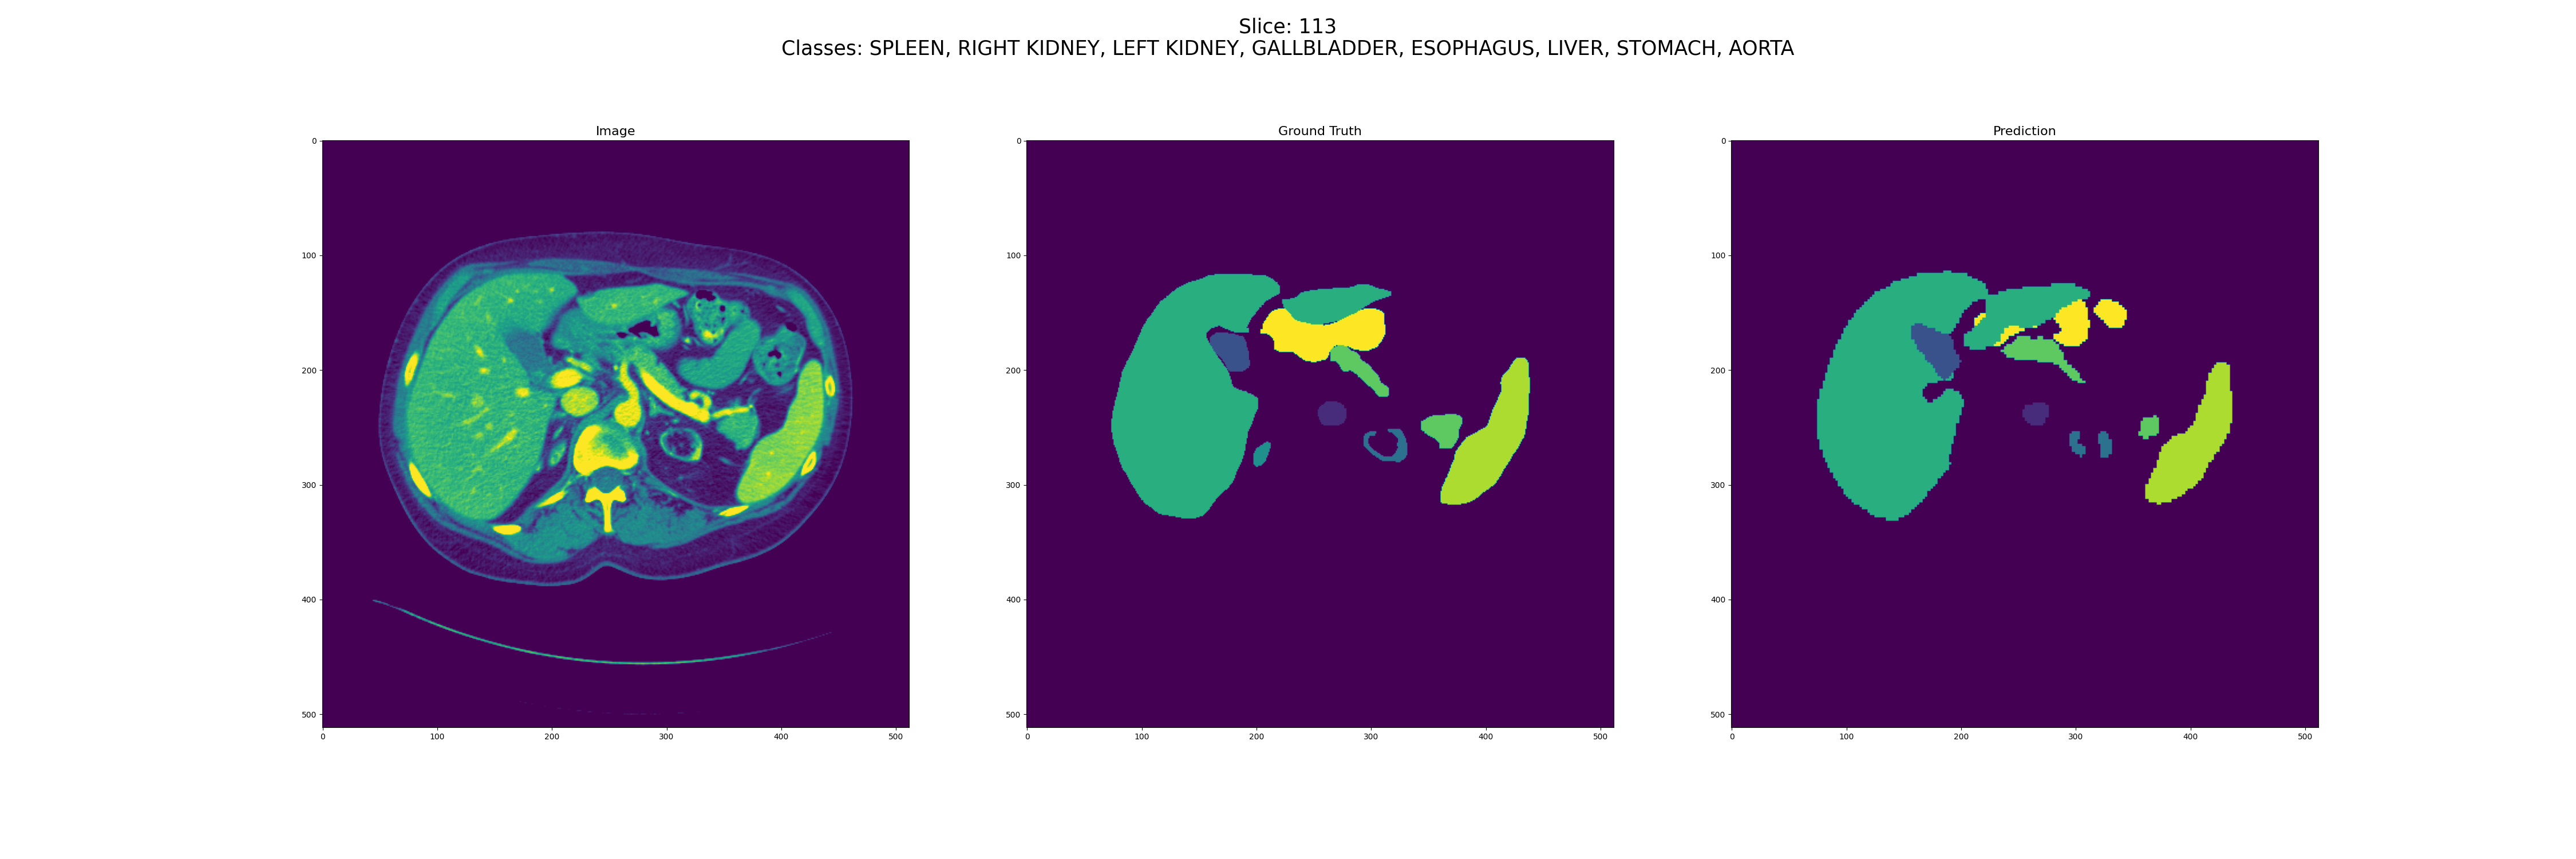 Slice: 113
Classes: SPLEEN, RIGHT KIDNEY, LEFT KIDNEY, GALLBLADDER, ESOPHAGUS, LIVER, STOMACH, AORTA
Image
0
100
200
300
400
500
0 100 200 300 400 500
Ground Truth
0
100
200
300
400
500
0 100 200 300 400 500
Prediction
0
100
200
300
400
500
0 100 200 300 400 500